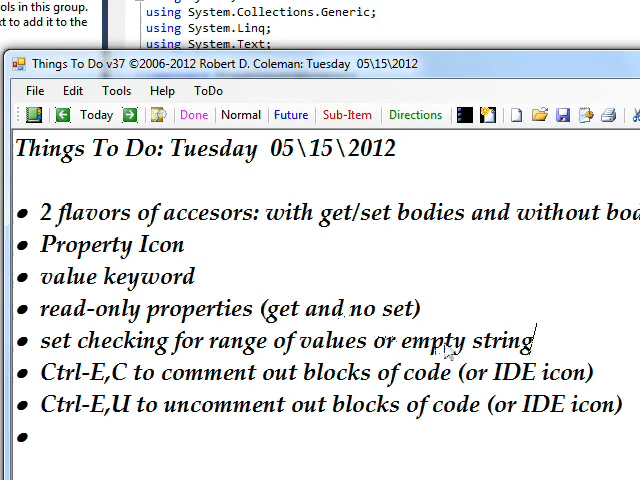 ols in this group.
xt to add it to the
using System.Collections.Generic;
using System.Linq;
using System.Text;
Things To Do v37 ©2006-2012 Robert D. Coleman: Tuesday 05\15\2012
File Edit Tools Help ToDo
Today Done Normal Future Sub-Item Directions
Things To Do: Tuesday 05\15\2012
• 2 flavors of accesors: with get/set bodies and without bod
• Property Icon
• value keyword
• read-only properties (get and no set)
• set checking for range of values or empty string
• Ctrl-E,C to comment out blocks of code (or IDE icon)
• Ctrl-E,U to uncomment out blocks of code (or IDE icon)
•